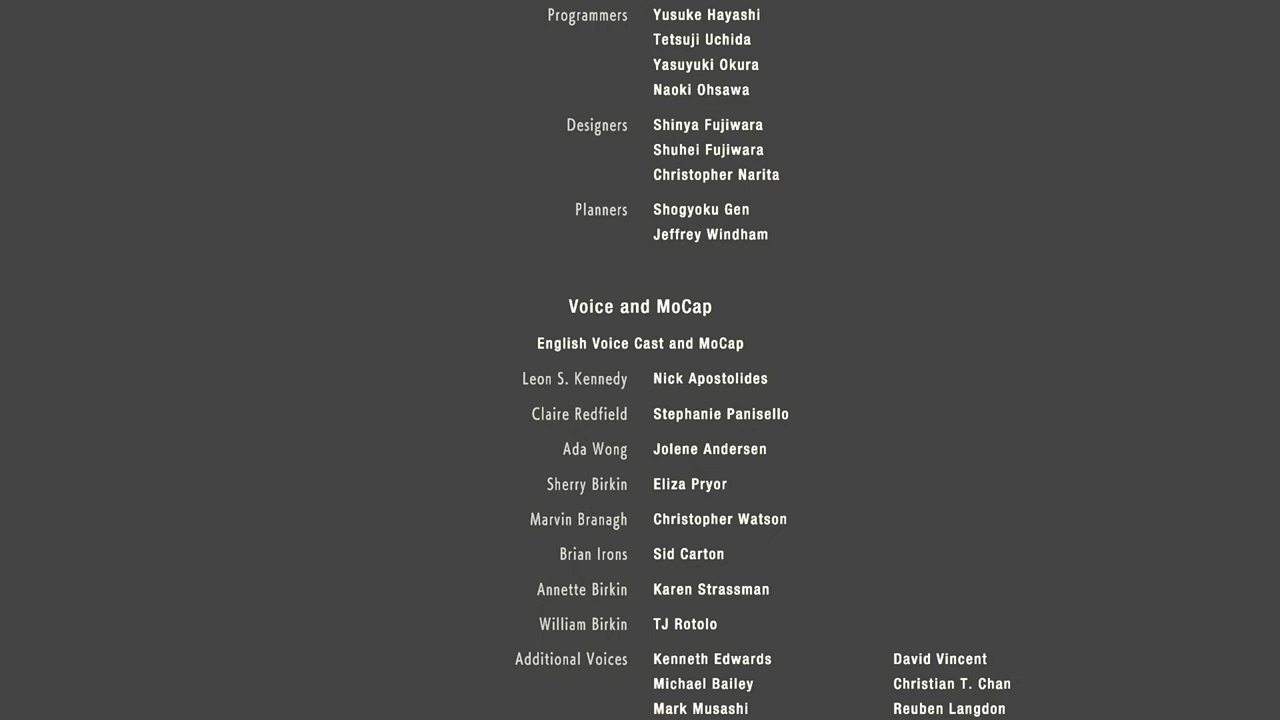 Programmers Yusuke Hayashi
Tetsuji Uchida
Yasuyuki Okura
Naoki Ohsawa
Designers Shinya Fujiwara
Shuhei Fujiwara
Christopher Narita
Planners Shogyoku Gen
Jeffrey Windham
Voice and MoCap
English Voice Cast and MoCap
Leon S. Kennedy Nick Apostolides
Claire Redfield Stephanie Panisello
Ada Wong Jolene Andersen
Sherry Birkin Eliza Pryor
Marvin Branagh Christopher Watson
Brian Irons Sid Carton
Annette Birkin Karen Strassman
William Birkin TJ Rotolo
Additional Voices Kenneth Edwards David Vincent
Michael Bailey Christian T. Chan
Mark Musashi Reuben Langdon